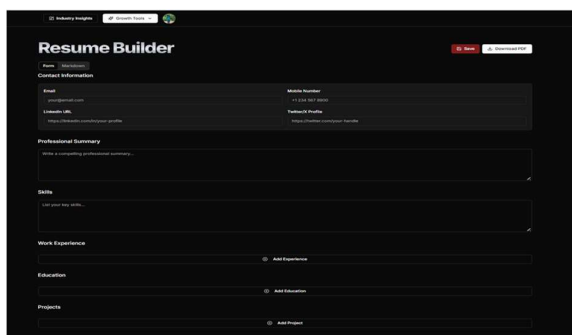 Industry Insights Growth Tools
Resume Builder
Save Download PDF
Form Markdown
Contact Information
Email Mobile Number
your@email.com +1 234 567 8900
LinkedIn URL Twitter/X Profile
https://linkedin.com/in/your-profile https://twitter.com/your-handle
Professional Summary
Write a compelling professional summary...
Skills
List your key skills...
Work Experience
Add Experience
Education
Add Education
Projects
Add Project